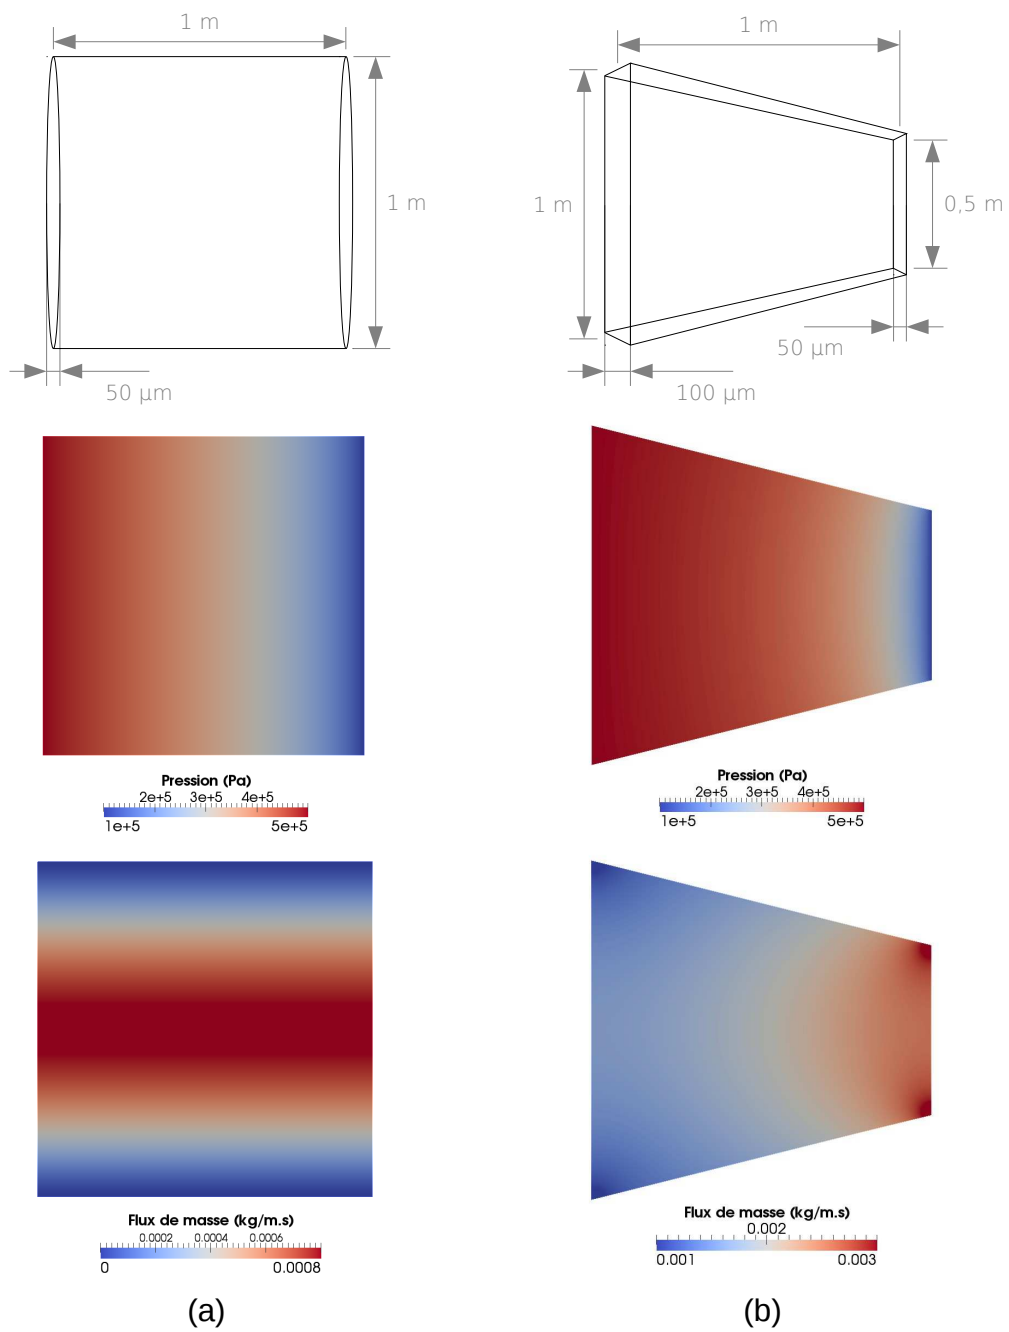 1 m
1 m
50 µm
1 m
1 m
0,5 m
50 µm
100 µm
Pression (Pa)
2e+5 3e+5 4e+5
1e+5 5e+5
Pression (Pa)
2e+5 3e+5 4e+5
1e+5 5e+5
Flux de masse (kg/m.s)
0.0002 0.0004 0.0006
0 0.0008
Flux de masse (kg/m.s)
0.002
0.001 0.003
(a)
(b)